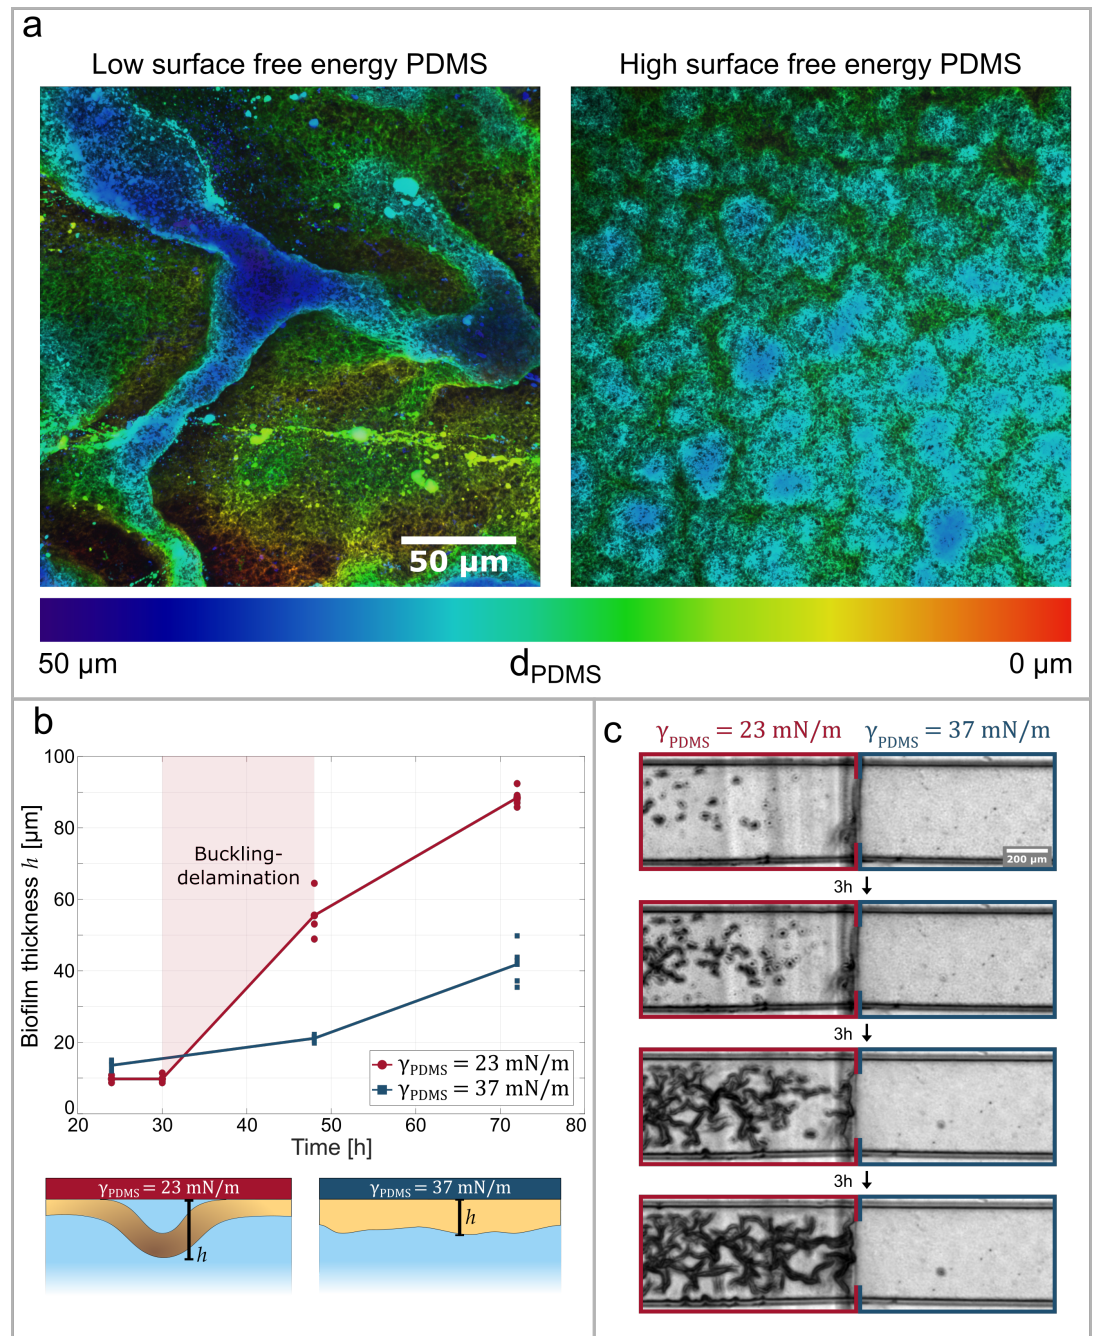 a
Low surface free energy PDMS
High surface free energy PDMS
50 µm
50 µm
d_PDMS
0 µm
b
Biofilm thickness h [µm]
100
80
60
40
20
0
Buckling-
delamination
γPDMS = 23 mN/m
γPDMS = 37 mN/m
20
30
40
50
60
70
80
Time [h]
γPDMS = 23 mN/m
h
γPDMS = 37 mN/m
h
c
γPDMS = 23 mN/m
γPDMS = 37 mN/m
200 µm
3h
3h
3h